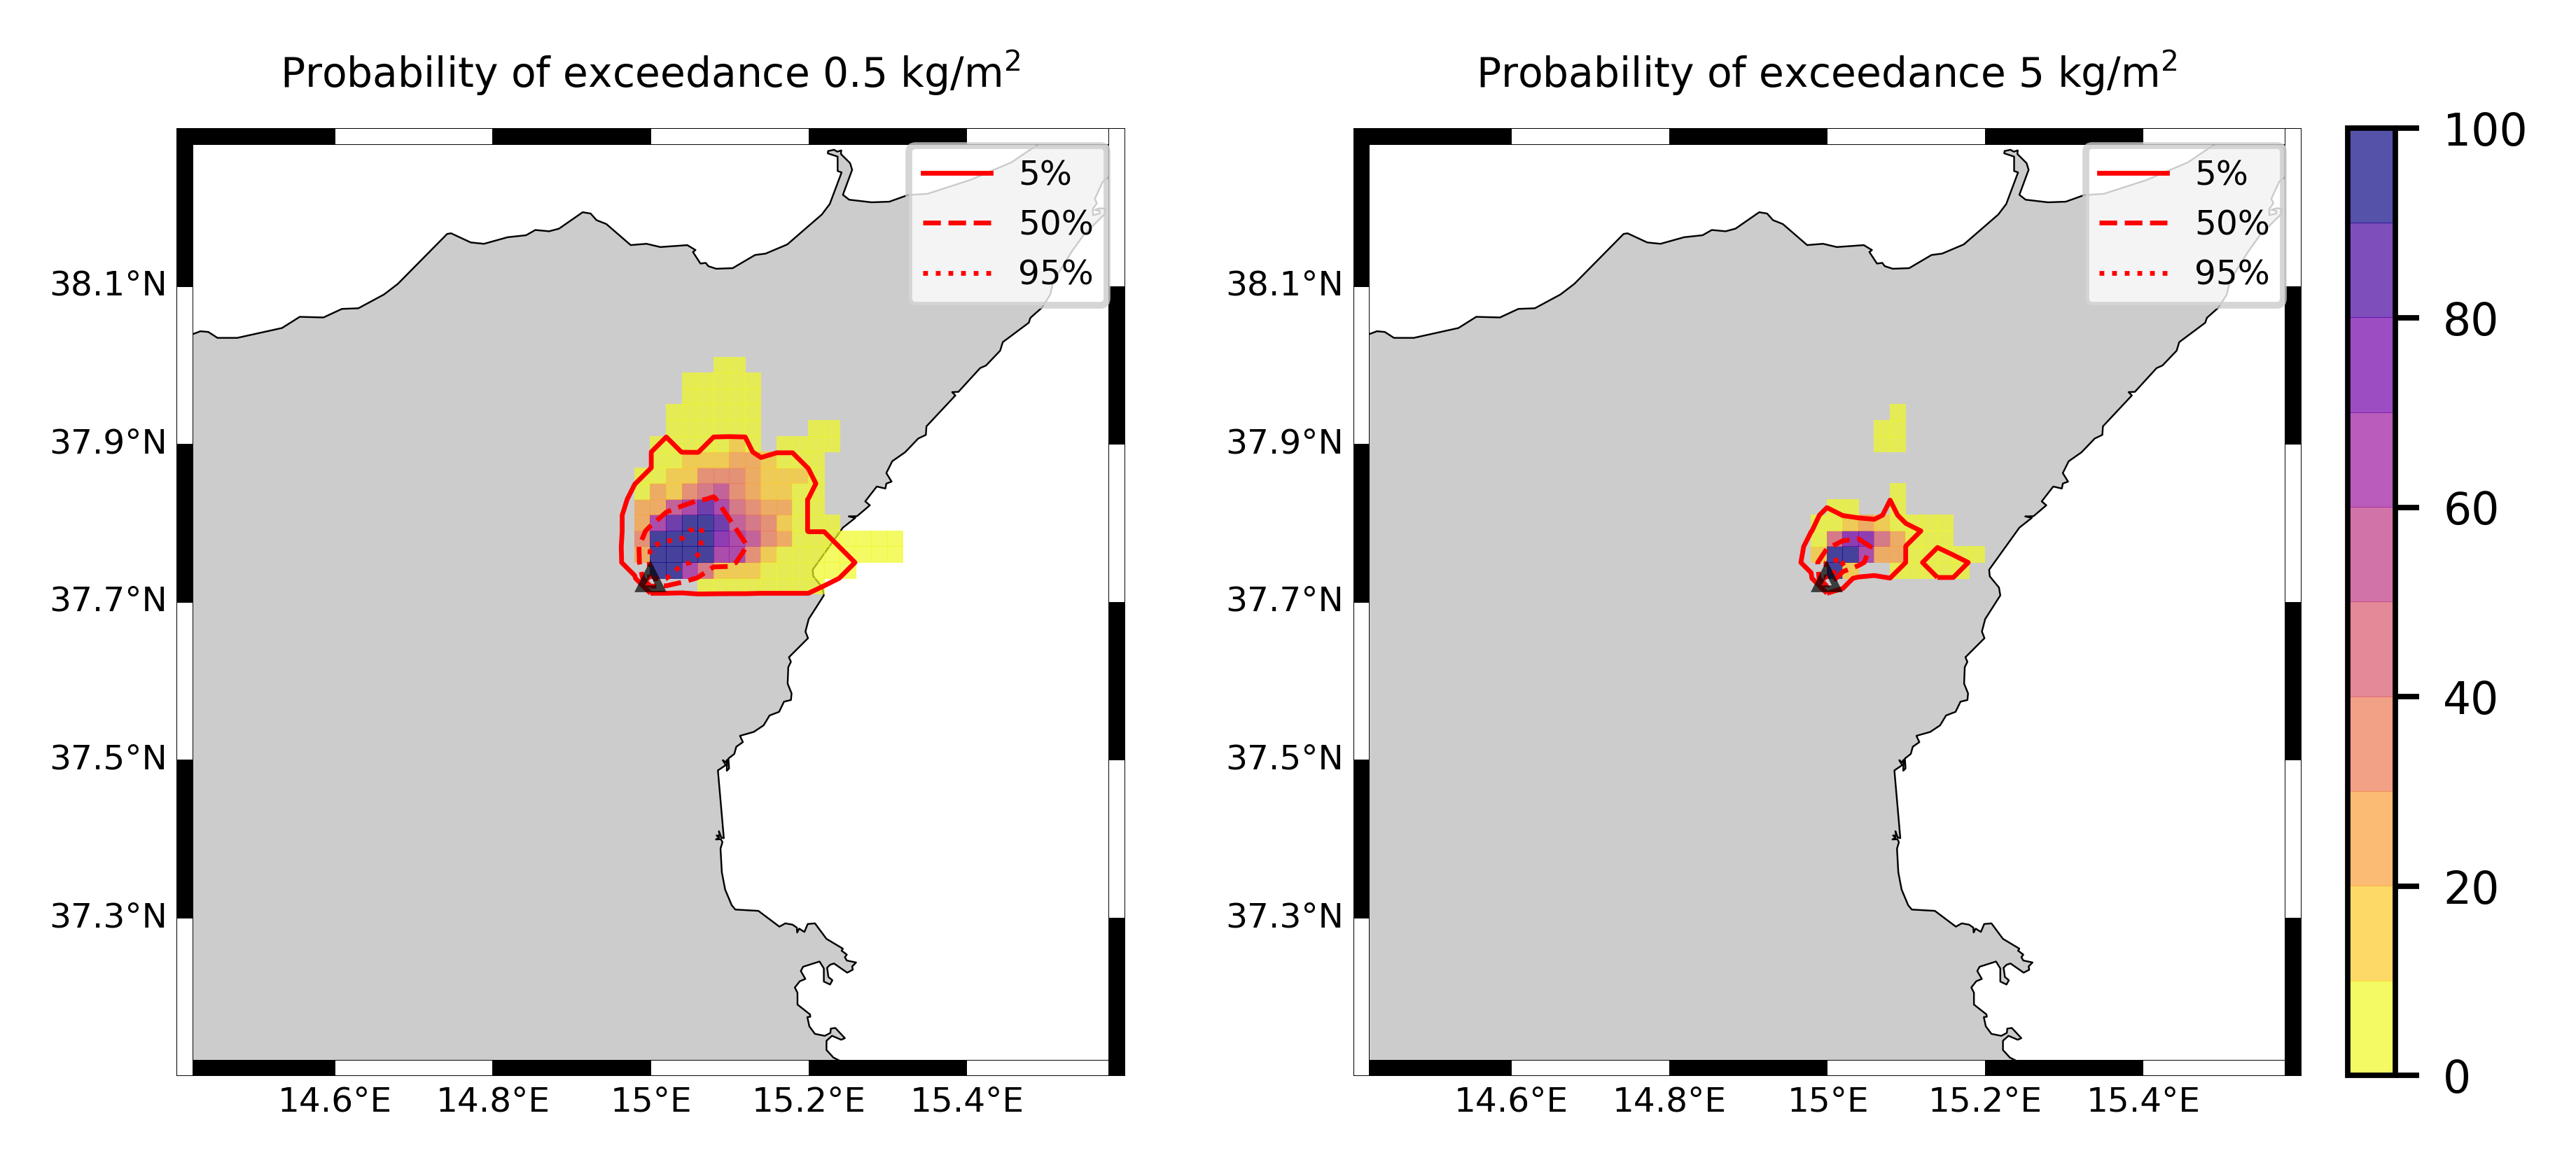 Probability of exceedance 0.5 kg/m²
5%
50%
95%
38.1°N
37.9°N
37.7°N
37.5°N
37.3°N
14.6°E 14.8°E 15°E 15.2°E 15.4°E
Probability of exceedance 5 kg/m²
5%
50%
95%
38.1°N
37.9°N
37.7°N
37.5°N
37.3°N
14.6°E 14.8°E 15°E 15.2°E 15.4°E
100
80
60
40
20
0